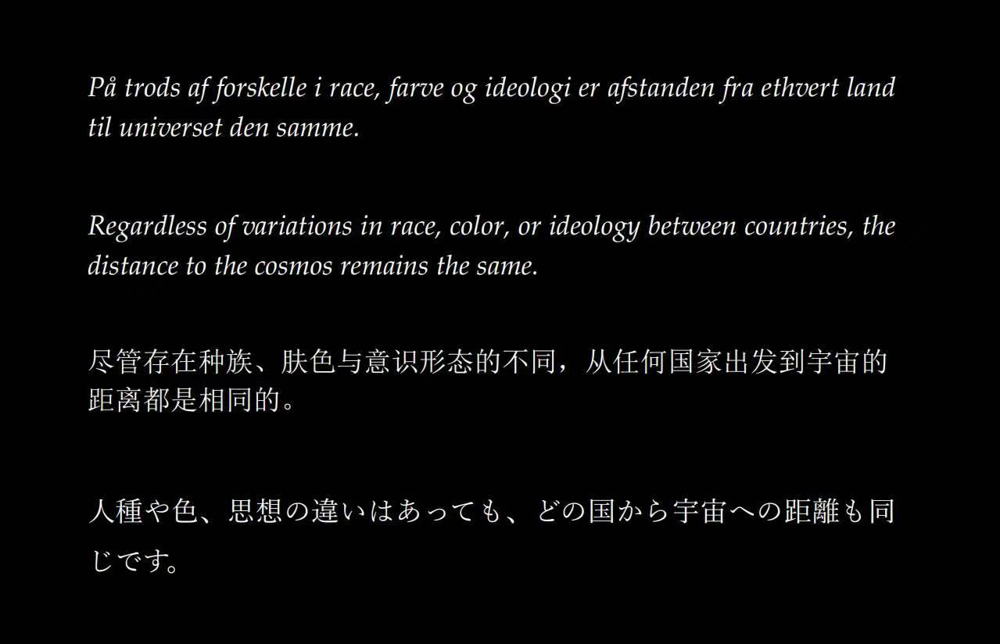 På trods af forskelle i race, farve og ideologi er afstanden fra ethvert land
til universet den samme.
Regardless of variations in race, color, or ideology between countries, the
distance to the cosmos remains the same.
尽管存在种族、肤色与意识形态的不同，从任何国家出发到宇宙的
距离都是相同的。
人種や色、思想の違いはあっても、どの国から宇宙への距離も同
じです。